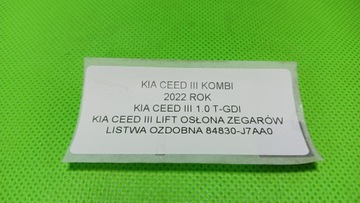 KIA CEED III KOMBI
2022 ROK
KIA CEED III 1.0 T-GDI
KIA CEED III LIFT OSŁONA ZEGARÓW
LISTWA OZDOBNA 84830-J7AA0